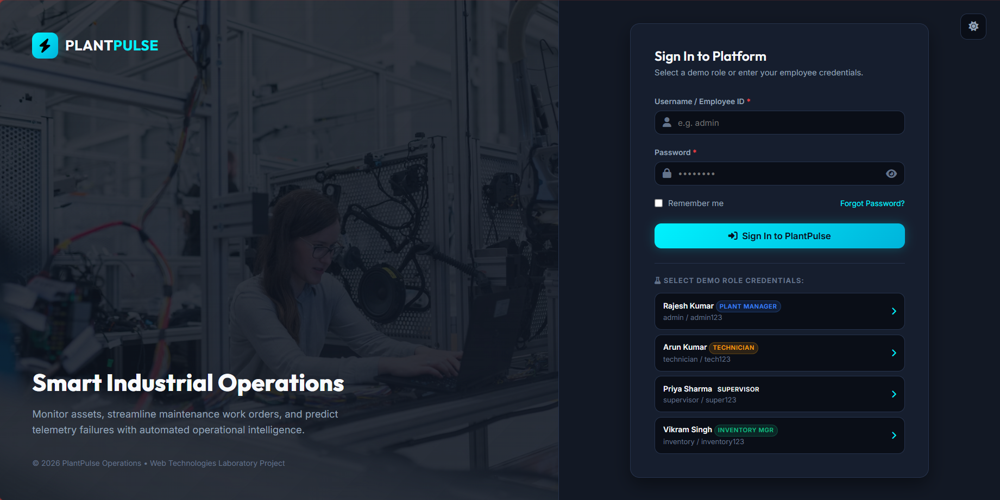 PLANTPULSE
Smart Industrial Operations
Monitor assets, streamline maintenance work orders, and predict
telemetry failures with automated operational intelligence.
© 2026 PlantPulse Operations • Web Technologies Laboratory Project
Sign In to Platform
Select a demo role or enter your employee credentials.
Username / Employee ID *
e.g. admin
Password *
••••••••
Remember me
Forgot Password?
Sign In to PlantPulse
SELECT DEMO ROLE CREDENTIALS:
Rajesh Kumar PLANT MANAGER
admin / admin123
Arun Kumar TECHNICIAN
technician / tech123
Priya Sharma SUPERVISOR
supervisor / super123
Vikram Singh INVENTORY MGR
inventory / inventory123